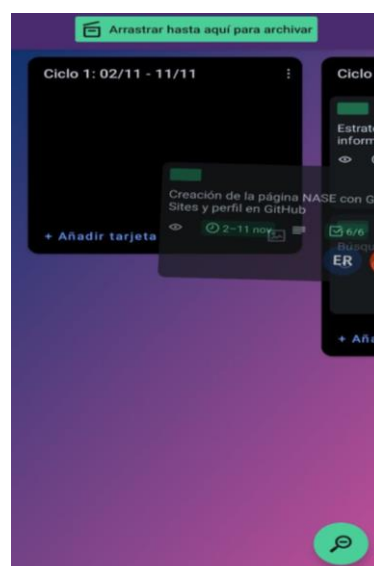 Arrastrar hasta aquí para archivar
Ciclo 1: 02/11 - 11/11
Ciclo
Estrat
inform
Creación de la página NASE con G
Sites y perfil en GitHub
2-11 nov.
6/6
Búsqu
ER
+ Añadir tarjeta
+ Aña